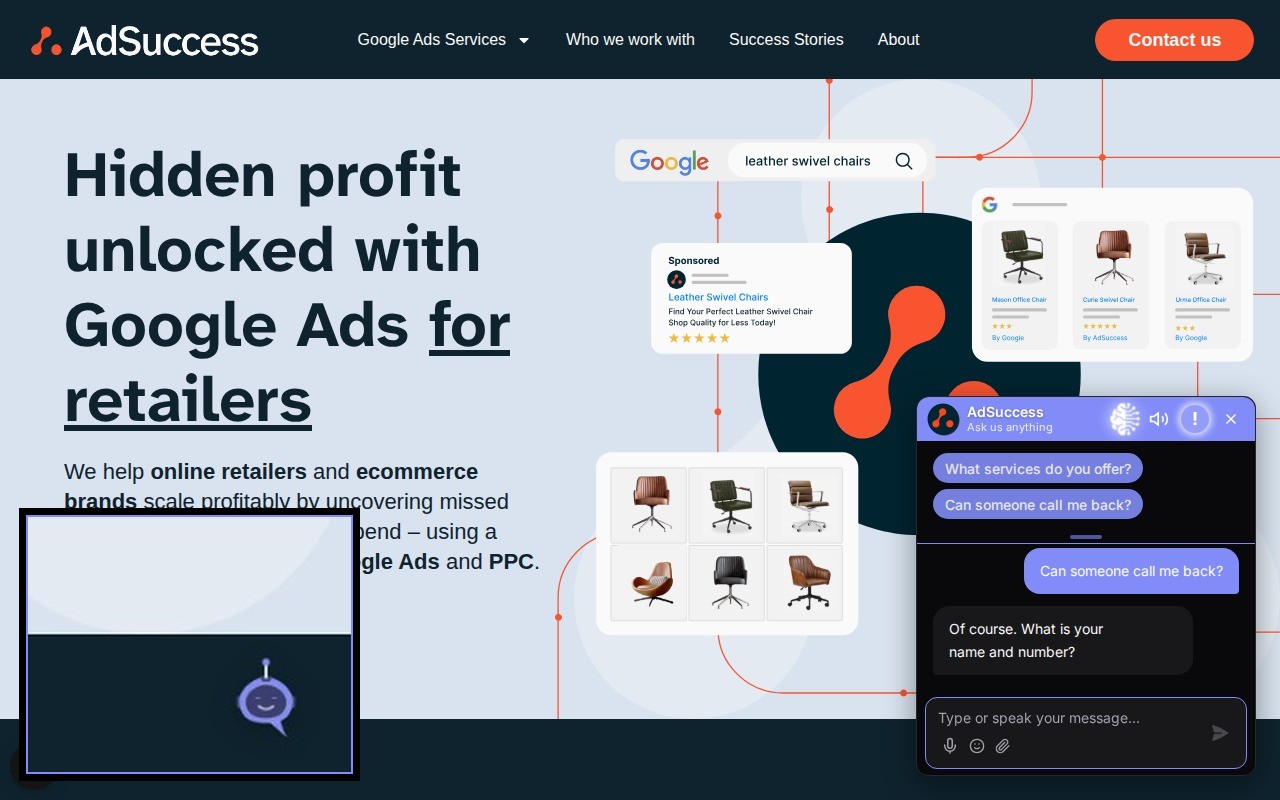 AdSuccess
Google Ads Services
Who we work with
Success Stories
About
Contact us
Hidden profit
unlocked with
Google Ads for
retailers
We help online retailers and ecommerce
brands scale profitably by uncovering missed
pend – using a
gle Ads and PPC.
Google
leather swivel chairs
Sponsored
Leather Swivel Chairs
Find Your Perfect Leather Swivel Chair
Shop Quality for Less Today!
G
Mason Office Chair
By Google
Curie Swivel Chair
By AdSuccess
Urma Office Chair
By Google
AdSuccess
Ask us anything
!
What services do you offer?
Can someone call me back?
Can someone call me back?
Of course. What is your
name and number?
Type or speak your message...